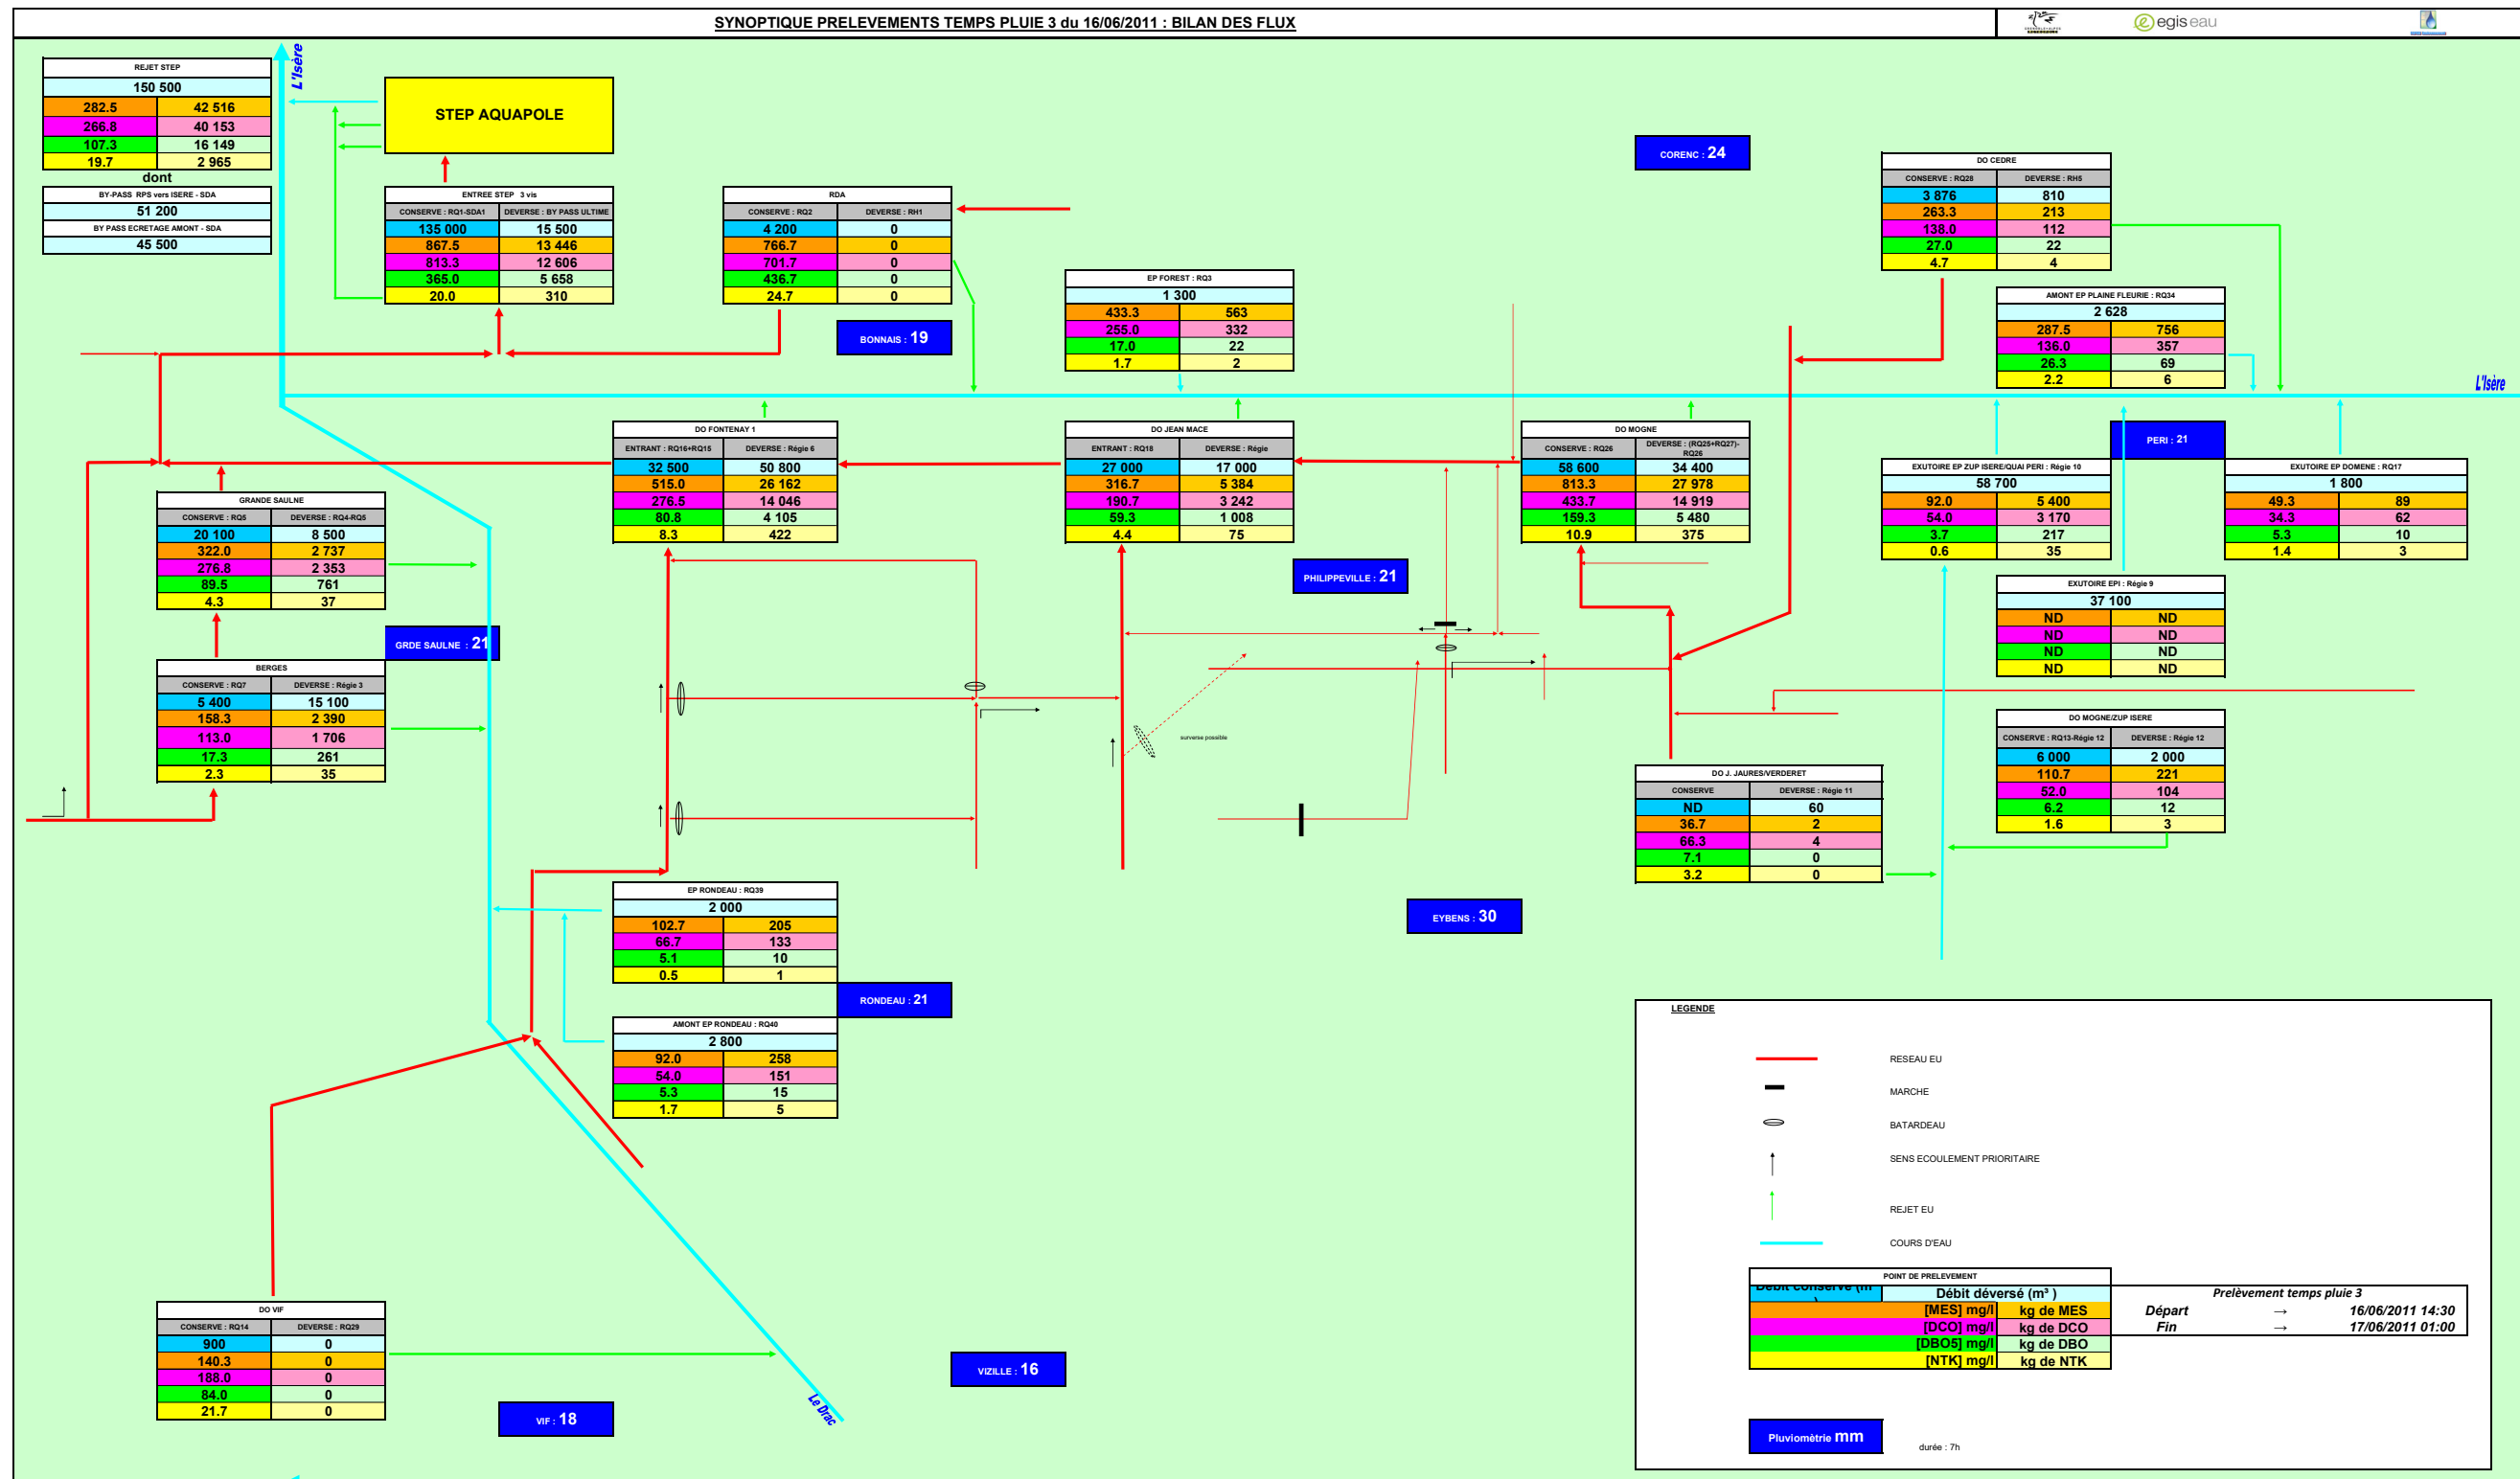 SYNOPTIQUE PRELEVEMENTS TEMPS PLUIE 3 du 16/06/2011 : BILAN DES FLUX
egis eau
L'Isère
REJET STEP
150 500
282.5 42 516
266.8 40 153
107.3 16 149
19.7 2 965
dont
BY-PASS RPS vers ISERE - SDA
51 200
BY PASS ECRETAGE AMONT - SDA
45 500
STEP AQUAPOLE
ENTREE STEP 3 vis
CONSERVE : RQ1-SDA1 DEVERSE : BY PASS ULTIME
135 000 15 500
867.5 13 446
813.3 12 606
365.0 5 658
20.0 310
RDA
CONSERVE : RQ2 DEVERSE : RH1
4 200 0
766.7 0
701.7 0
436.7 0
24.7 0
BONNAIS : 19
EP FOREST : RQ3
1 300
433.3 563
255.0 332
17.0 22
1.7 2
CORENC : 24
DO CEDRE
CONSERVE : RQ28 DEVERSE : RH5
3 876 810
263.3 213
138.0 112
27.0 22
4.7 4
AMONT EP PLAINE FLEURIE : RQ34
2 628
287.5 756
136.0 357
26.3 69
2.2 6
L'Isère
DO FONTENAY 1
ENTRANT : RQ16+RQ15 DEVERSE : Régie 6
32 500 50 800
515.0 26 162
276.5 14 046
80.8 4 105
8.3 422
DO JEAN MACE
ENTRANT : RQ18 DEVERSE : Régie
27 000 17 000
316.7 5 384
190.7 3 242
59.3 1 008
4.4 75
DO MOGNE
CONSERVE : RQ26 DEVERSE : (RQ25+RQ27)-RQ26
58 600 34 400
813.3 27 978
433.7 14 919
159.3 5 480
10.9 375
PERI : 21
EXUTOIRE EP ZUP ISERE/QUAI PERI : Régie 10
58 700
92.0 5 400
54.0 3 170
3.7 217
0.6 35
EXUTOIRE EP DOMENE : RQ17
1 800
49.3 89
34.3 62
5.3 10
1.4 3
GRANDE SAULNE
CONSERVE : RQ5 DEVERSE : RQ4-RQ5
20 100 8 500
322.0 2 737
276.8 2 353
89.5 761
4.3 37
GRDE SAULNE : 21
PHILIPPEVILLE : 21
EXUTOIRE EPI : Régie 9
37 100
ND ND
ND ND
ND ND
ND ND
BERGES
CONSERVE : RQ7 DEVERSE : Régie 3
5 400 15 100
158.3 2 390
113.0 1 706
17.3 261
2.3 35
surverse possible
DO MOGNE/ZUP ISERE
CONSERVE : RQ13-Régie 12 DEVERSE : Régie 12
6 000 2 000
110.7 221
52.0 104
6.2 12
1.6 3
DO J. JAURES/VERDERET
CONSERVE DEVERSE : Régie 11
ND 60
36.7 2
66.3 4
7.1 0
3.2 0
EP RONDEAU : RQ39
2 000
102.7 205
66.7 133
5.1 10
0.5 1
EYBENS : 30
RONDEAU : 21
AMONT EP RONDEAU : RQ40
2 800
92.0 258
54.0 151
5.3 15
1.7 5
DO VIF
CONSERVE : RQ14 DEVERSE : RQ29
900 0
140.3 0
188.0 0
84.0 0
21.7 0
VIF : 18
VIZILLE : 16
Le Drac
LEGENDE
RESEAU EU
MARCHE
BATARDEAU
SENS ECOULEMENT PRIORITAIRE
REJET EU
COURS D'EAU
POINT DE PRELEVEMENT
Débit conservé (m Débit déversé (m³ )
[MES] mg/l kg de MES
[DCO] mg/l kg de DCO
[DBO5] mg/l kg de DBO
[NTK] mg/l kg de NTK
Prelèvement temps pluie 3
Départ → 16/06/2011 14:30
Fin → 17/06/2011 01:00
Pluviomètrie mm
durée : 7h